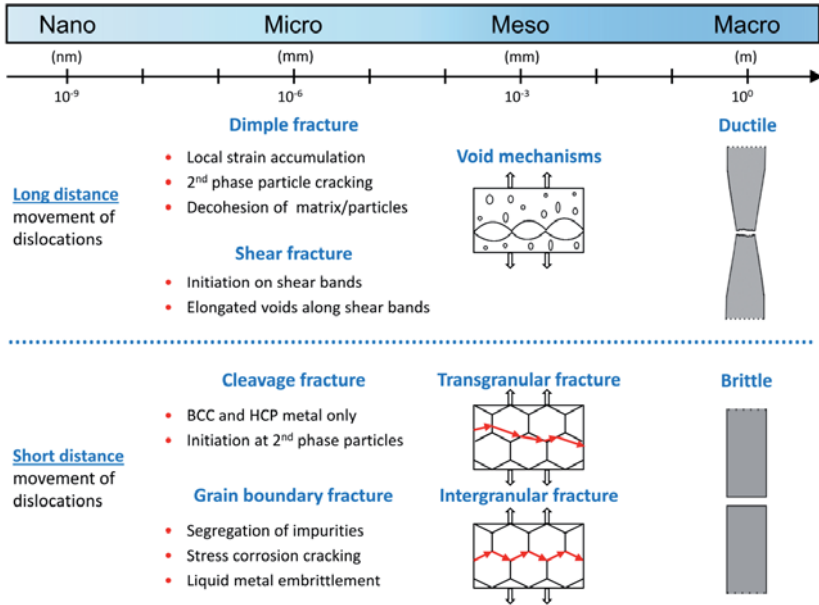 Nano Micro Meso Macro
(nm) (mm) (mm) (m)
10⁻⁹ 10⁻⁶ 10⁻³ 10⁰
Dimple fracture
• Local strain accumulation
• 2ⁿᵈ phase particle cracking
• Decohesion of matrix/particles
Void mechanisms
Ductile
Long distance
movement of
dislocations
Shear fracture
• Initiation on shear bands
• Elongated voids along shear bands
Cleavage fracture
• BCC and HCP metal only
• Initiation at 2ⁿᵈ phase particles
Transgranular fracture
Brittle
Short distance
movement of
dislocations
Grain boundary fracture
• Segregation of impurities
• Stress corrosion cracking
• Liquid metal embrittlement
Intergranular fracture